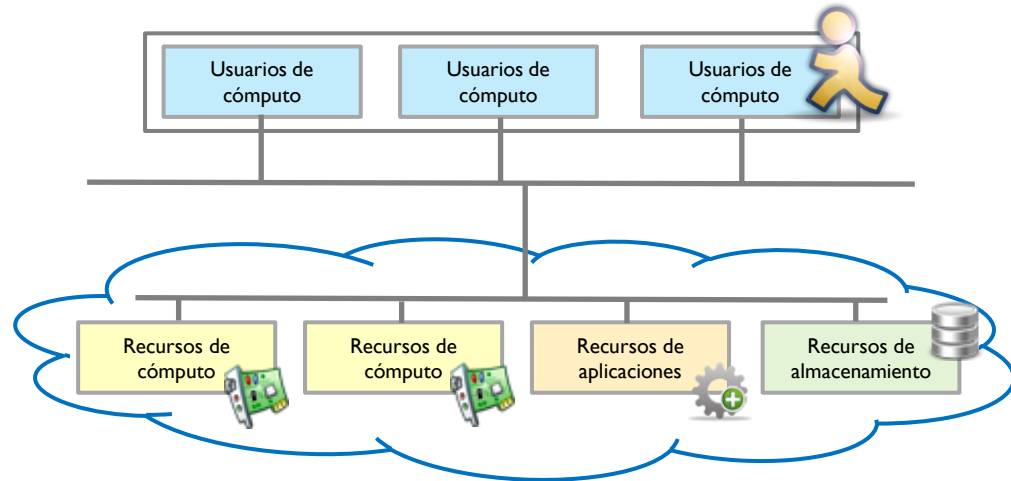 Usuarios de
cómputo
Usuarios de
cómputo
Usuarios de
cómputo
Recursos de
cómputo
Recursos de
cómputo
Recursos de
aplicaciones
Recursos de
almacenamiento